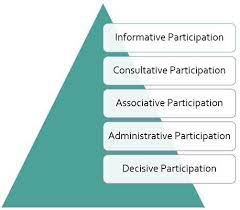 Informative Participation
Consultative Participation
Associative Participation
Administrative Participation
Decisive Participation